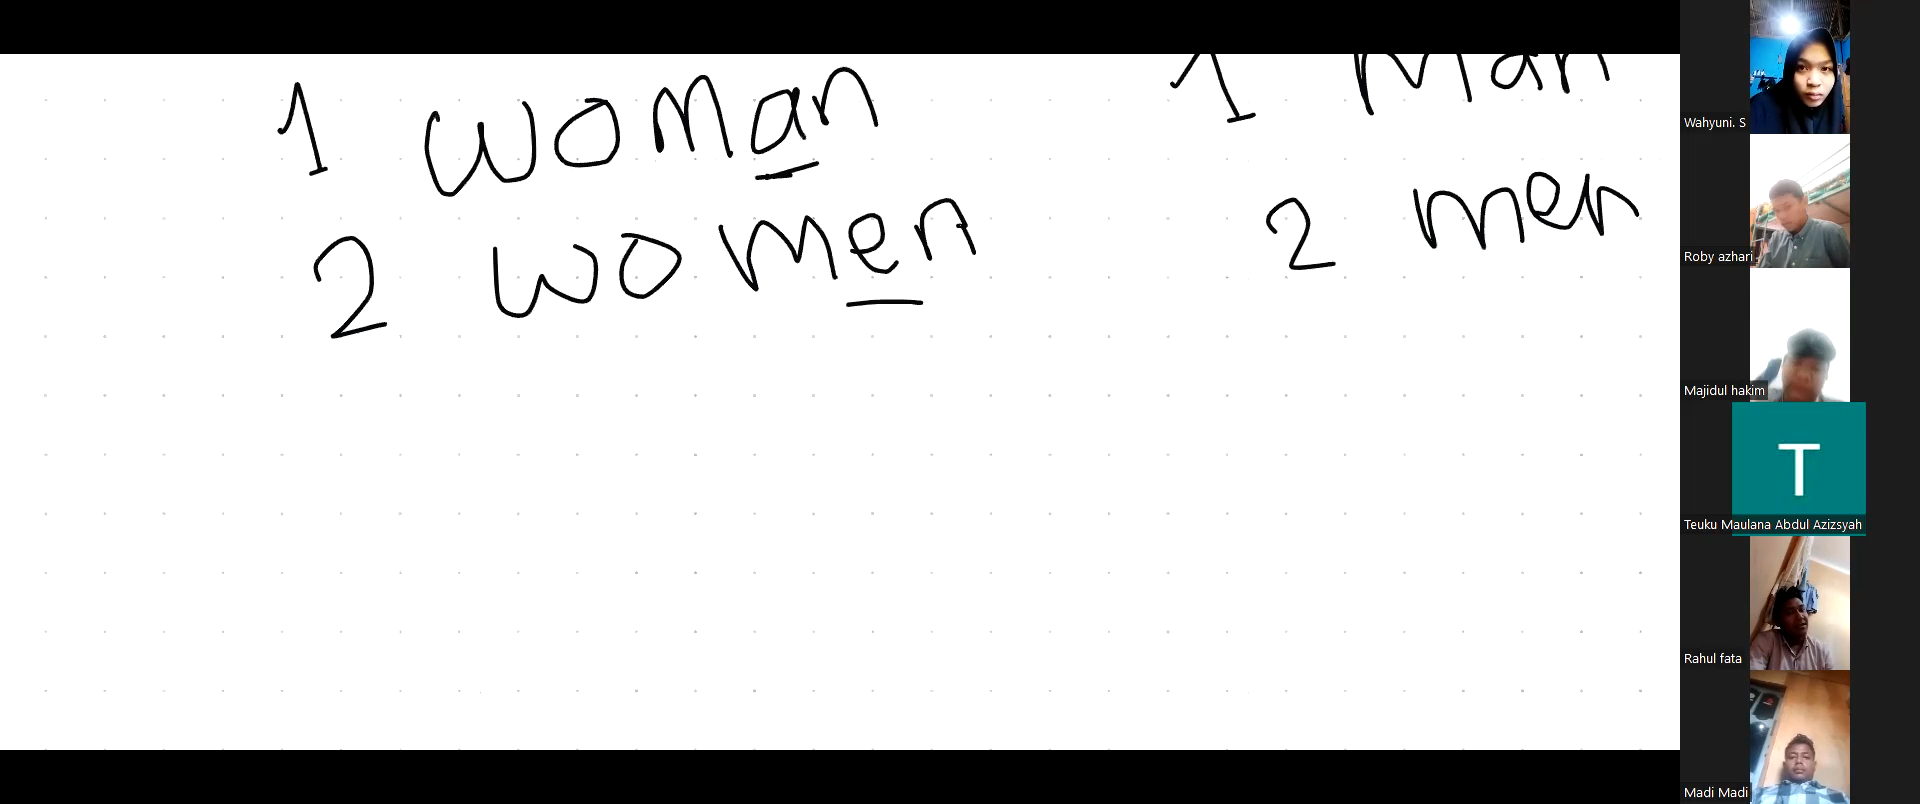 1 woman
2 women
1 man
2 men
Wahyuni. S
Roby azhari
Majidul hakim
T
Teuku Maulana Abdul Azizsyah
Rahul fata
Madi Madi